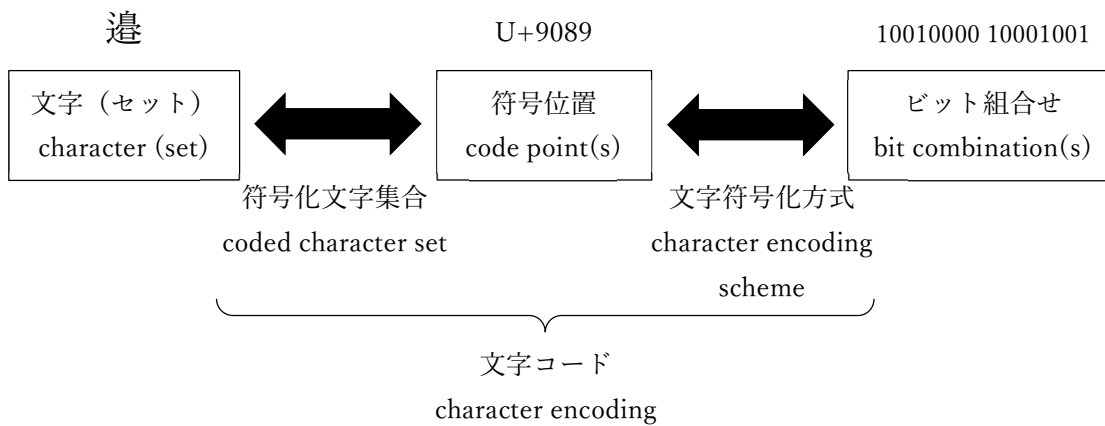 邉
U+9089
10010000 10001001
文字（セット）
character (set)
符号位置
code point(s)
ビット組合せ
bit combination(s)
符号化文字集合
coded character set
文字符号化方式
character encoding
scheme
文字コード
character encoding